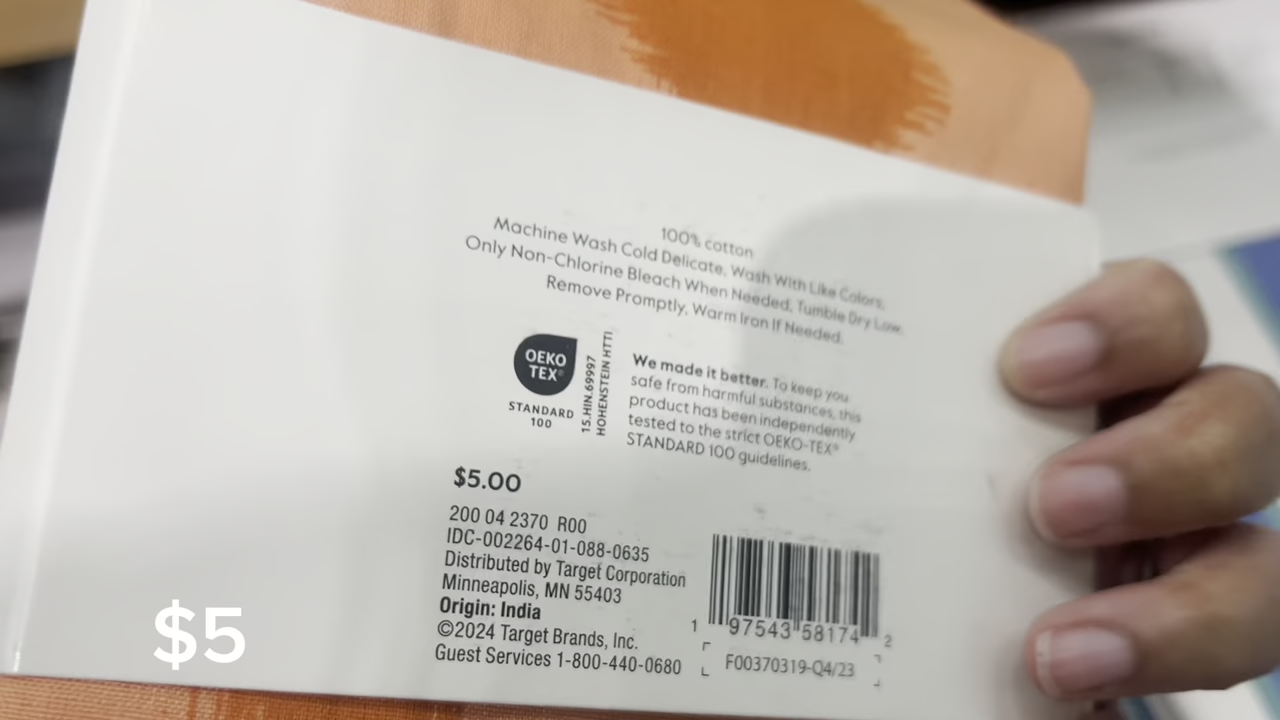 100% cotton
Machine Wash Cold Delicate, Wash With Like Colors,
Only Non-Chlorine Bleach When Needed, Tumble Dry Low,
Remove Promptly, Warm Iron If Needed.
OEKO
TEX®
STANDARD
100
15.HIN.69997
HOHENSTEIN HTTI
We made it better. To keep you
safe from harmful substances, this
product has been independently
tested to the strict OEKO-TEX®
STANDARD 100 guidelines.
$5.00
200 04 2370 R00
IDC-002264-01-088-0635
Distributed by Target Corporation
Minneapolis, MN 55403
Origin: India
©2024 Target Brands, Inc.
Guest Services 1-800-440-0680
1 97543 58174 2
F00370319-Q4/23
$5